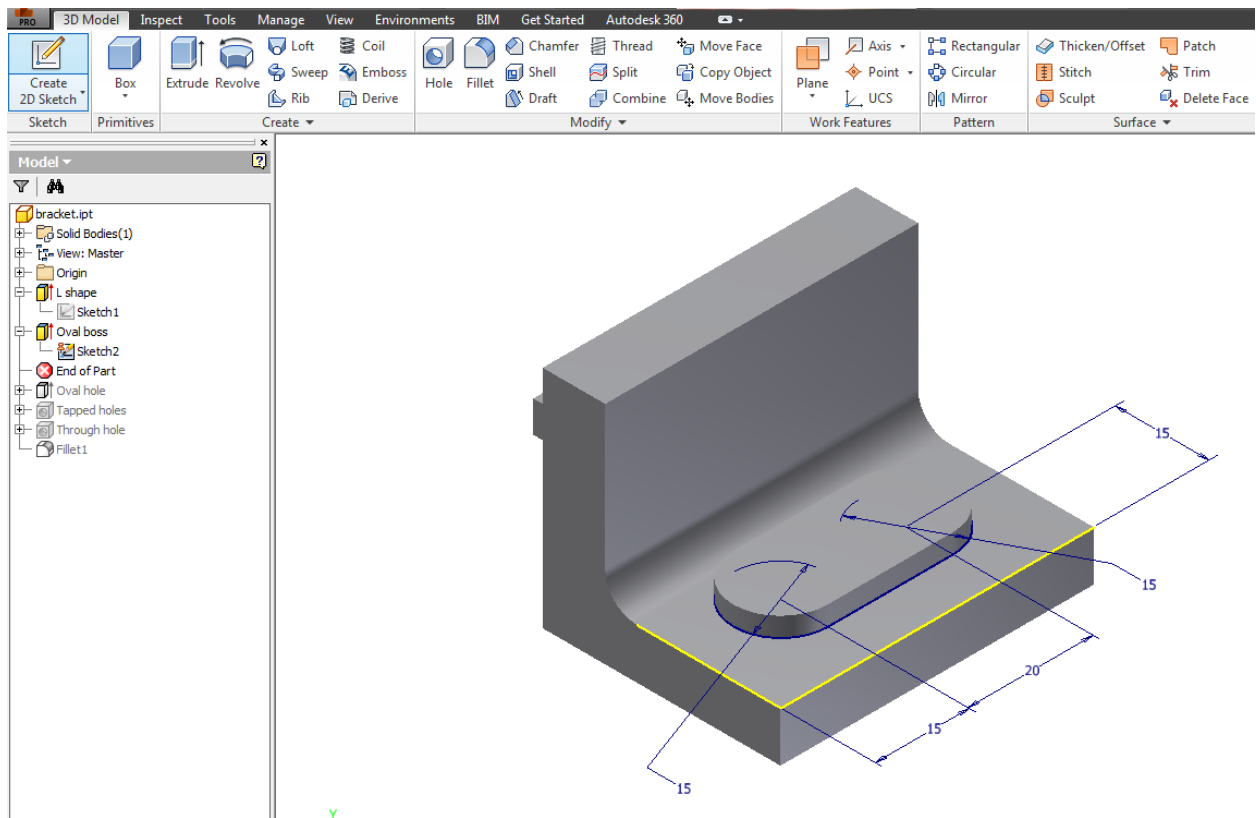 PRO 3D Model Inspect Tools Manage View Environments BIM Get Started Autodesk 360
Loft Coil Chamfer Thread Move Face Axis Rectangular Thicken/Offset Patch
Sweep Emboss Shell Split Copy Object Point Circular Stitch Trim
Create 2D Sketch Box Extrude Revolve Hole Fillet Plane
Rib Derive Draft Combine Move Bodies UCS Mirror Sculpt Delete Face
Sketch Primitives Create Modify Work Features Pattern Surface
Model
bracket.ipt
Solid Bodies(1)
View: Master
Origin
L shape
Sketch1
Oval boss
Sketch2
End of Part
Oval hole
Tapped holes
Through hole
Fillet1
15
15
20
15
15
Y